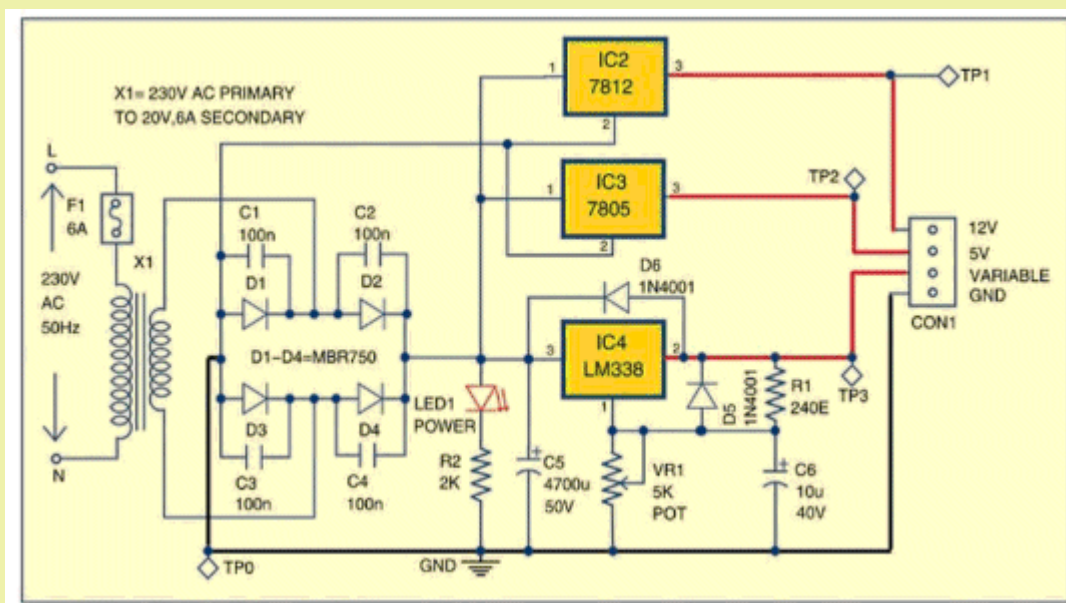 X1= 230V AC PRIMARY
TO 20V,6A SECONDARY
L
F1
6A
X1
230V
AC
50Hz
N
C1
100n
C2
100n
D1
D2
D1-D4=MBR750
D3
D4
C3
100n
C4
100n
TP0
1
IC2
7812
3
2
TP1
1
IC3
7805
3
2
TP2
D6
1N4001
3
IC4
LM338
2
1
LED1
POWER
R2
2K
C5
4700u
50V
+
VR1
5K
POT
D5
1N4001
R1
240E
TP3
+
C6
10u
40V
12V
5V
VARIABLE
GND
CON1
GND